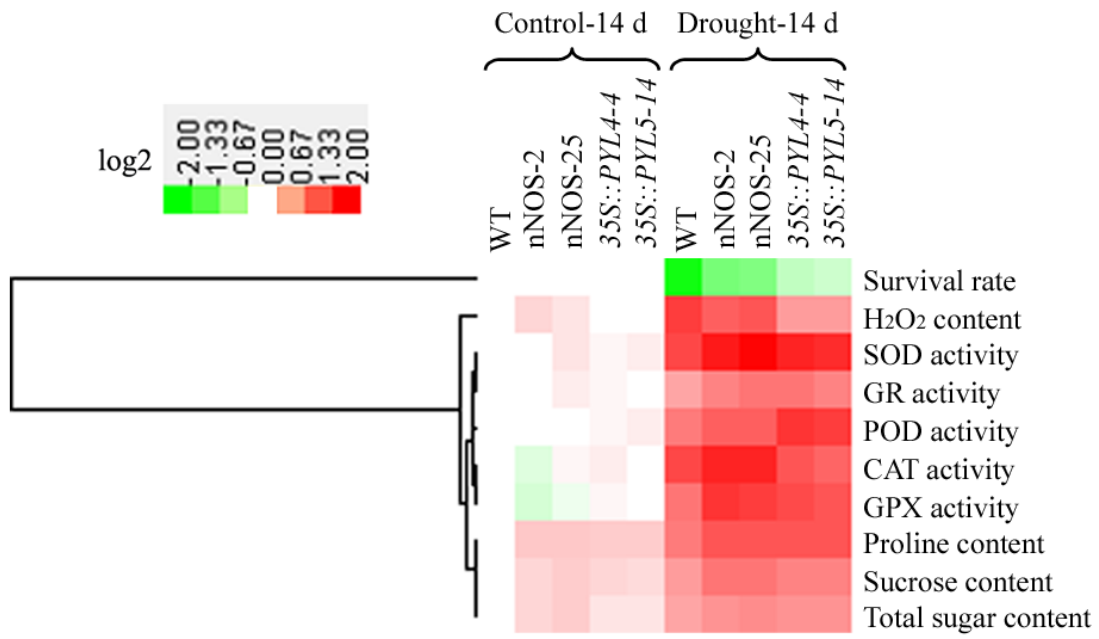 Control-14 d Drought-14 d
log2
-2.00
-1.33
-0.67
0.00
0.67
1.33
2.00
WT
nNOS-2
nNOS-25
35S::PYL4-4
35S::PYL5-14
WT
nNOS-2
nNOS-25
35S::PYL4-4
35S::PYL5-14
Survival rate
H2O2 content
SOD activity
GR activity
POD activity
CAT activity
GPX activity
Proline content
Sucrose content
Total sugar content